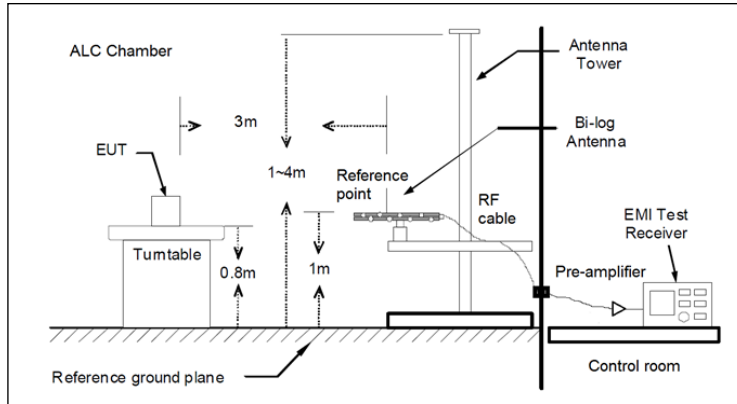 ALC Chamber
Antenna
Tower
3m
Bi-log
Antenna
EUT
1~4m
Reference
point
RF
cable
EMI Test
Receiver
Turntable
0.8m
1m
Pre-amplifier
Control room
Reference ground plane